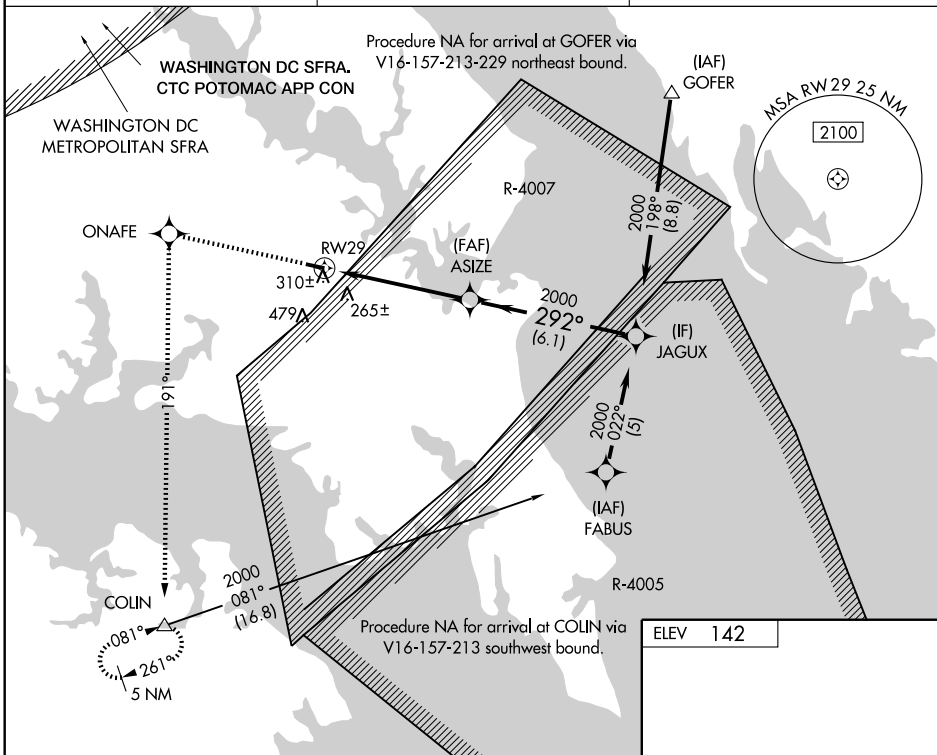 Procedure NA for arrival at GOFER via
V16-157-213-229 northeast bound.
WASHINGTON DC SFRA.
CTC POTOMAC APP CON
WASHINGTON DC
METROPOLITAN SFRA
(IAF)
GOFER
MSA RW29 25 NM
2100
R-4007
2000
198°
(8.8)
ONAFE
RW29
310±
479
265±
(FAF)
ASIZE
2000
292°
(6.1)
(IF)
JAGUX
191°
2000
022°
(5)
(IAF)
FABUS
R-4005
COLIN
2000
081°
(16.8)
081°
261°
5 NM
Procedure NA for arrival at COLIN via
V16-157-213 southwest bound.
ELEV 142